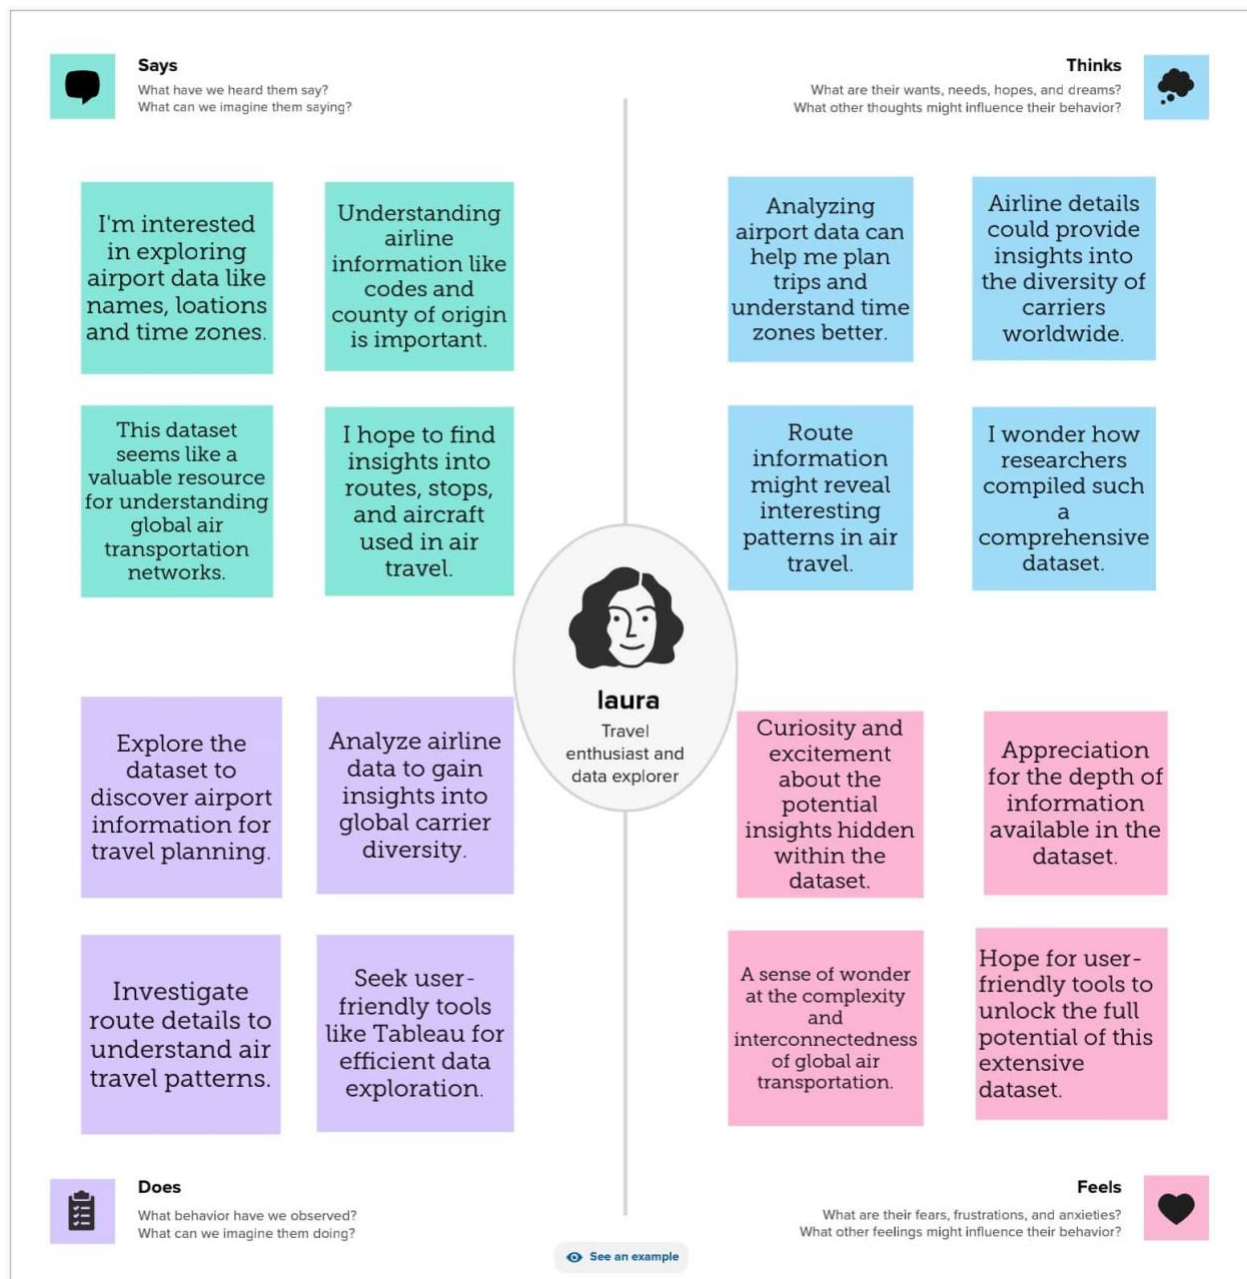 Says
What have we heard them say?
What can we imagine them saying?
Thinks
What are their wants, needs, hopes, and dreams?
What other thoughts might influence their behavior?
I'm interested
in exploring
airport data like
names, loations
and time zones.
Understanding
airline
information like
codes and
county of origin
is important.
Analyzing
airport data can
help me plan
trips and
understand time
zones better.
Airline details
could provide
insights into
the diversity of
carriers
worldwide.
This dataset
seems like a
valuable resource
for understanding
global air
transportation
networks.
I hope to find
insights into
routes, stops,
and aircraft
used in air
travel.
Route
information
might reveal
interesting
patterns in air
travel.
I wonder how
researchers
compiled such
a
comprehensive
dataset.
laura
Travel
enthusiast and
data explorer
Explore the
dataset to
discover airport
information for
travel planning.
Analyze airline
data to gain
insights into
global carrier
diversity.
Curiosity and
excitement
about the
potential
insights hidden
within the
dataset.
Appreciation
for the depth of
information
available in the
dataset.
Investigate
route details to
understand air
travel patterns.
Seek user-
friendly tools
like Tableau for
efficient data
exploration.
A sense of wonder
at the complexity
and
interconnectedness
of global air
transportation.
Hope for user-
friendly tools to
unlock the full
potential of this
extensive
dataset.
Does
What behavior have we observed?
What can we imagine them doing?
Feels
What are their fears, frustrations, and anxieties?
What other feelings might influence their behavior?
See an example